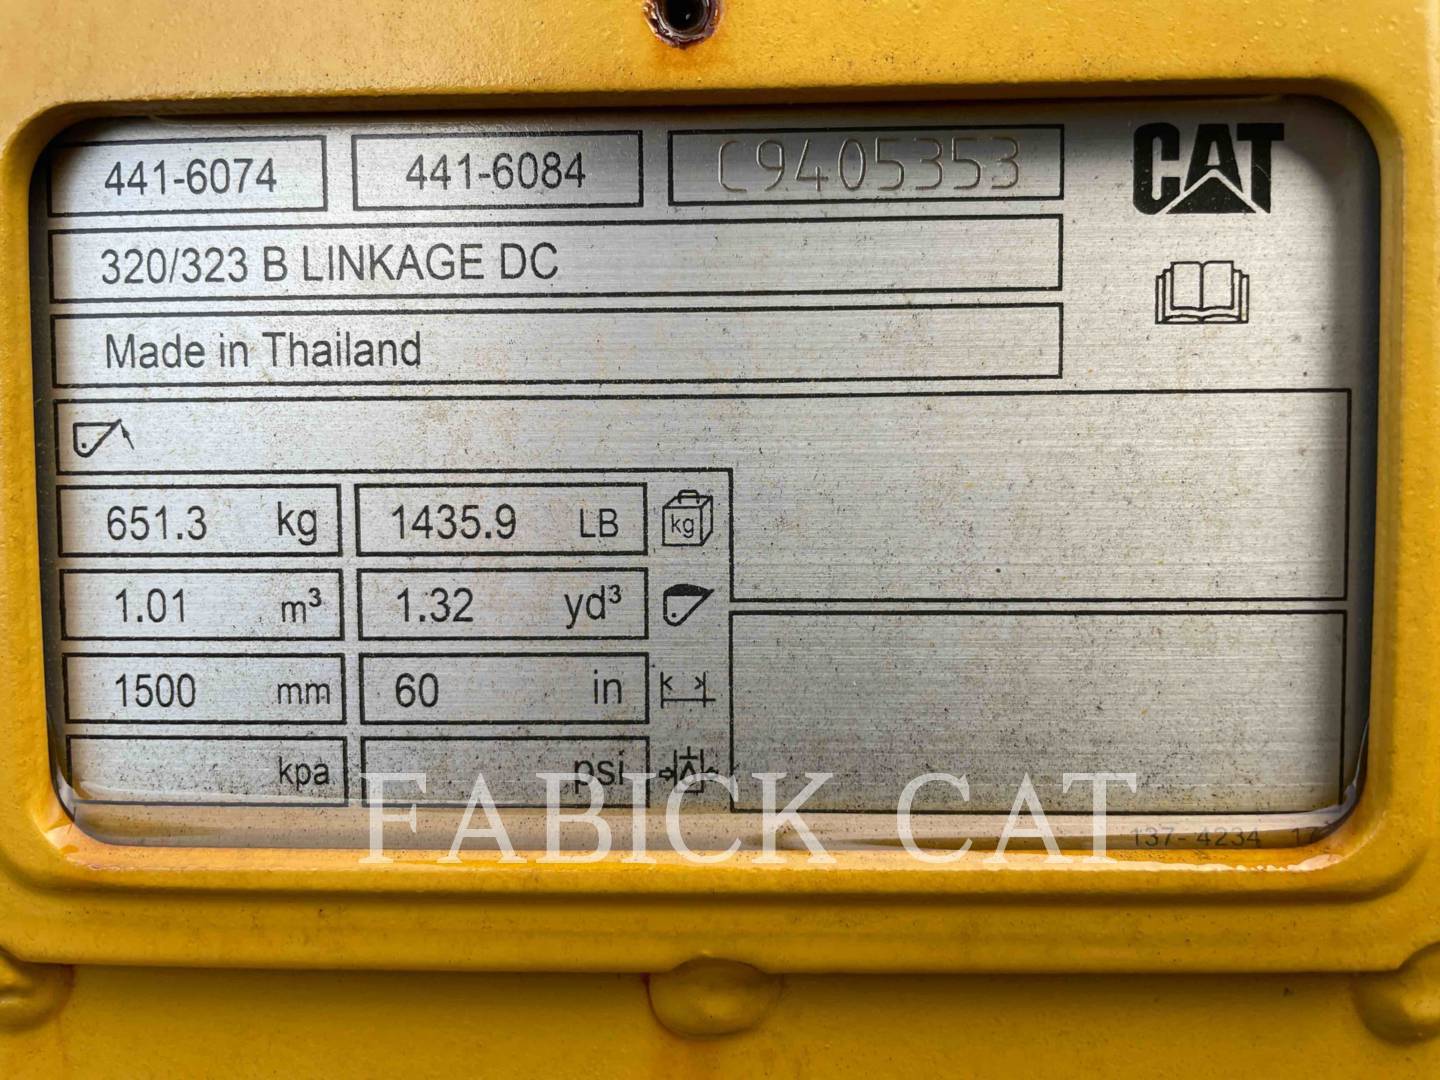 441-6074 441-6084 C9405353 CAT
320/323 B LINKAGE DC
Made in Thailand
651.3 kg 1435.9 LB kg
1.01 m³ 1.32 yd³
1500 mm 60 in
kpa psi
FABICK CAT
137-4234